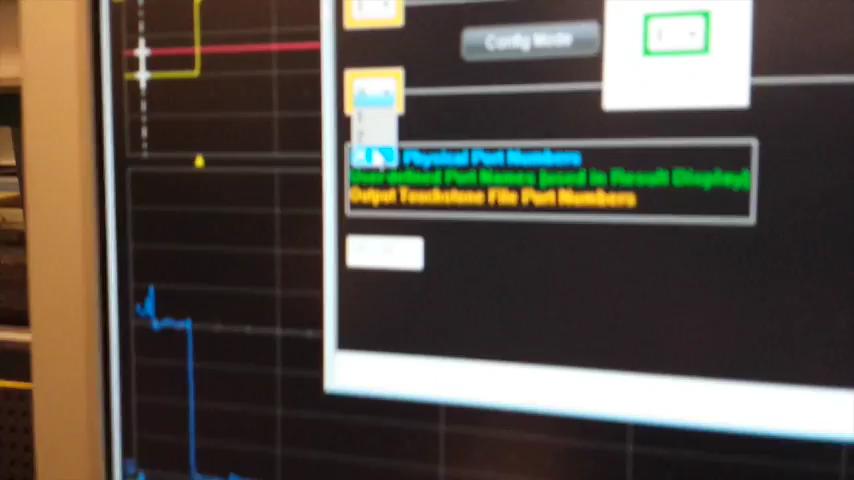 Config Mode
Physical Port Numbers
User defined Port Names (used in Result Display)
Output Touchstone File Port Numbers